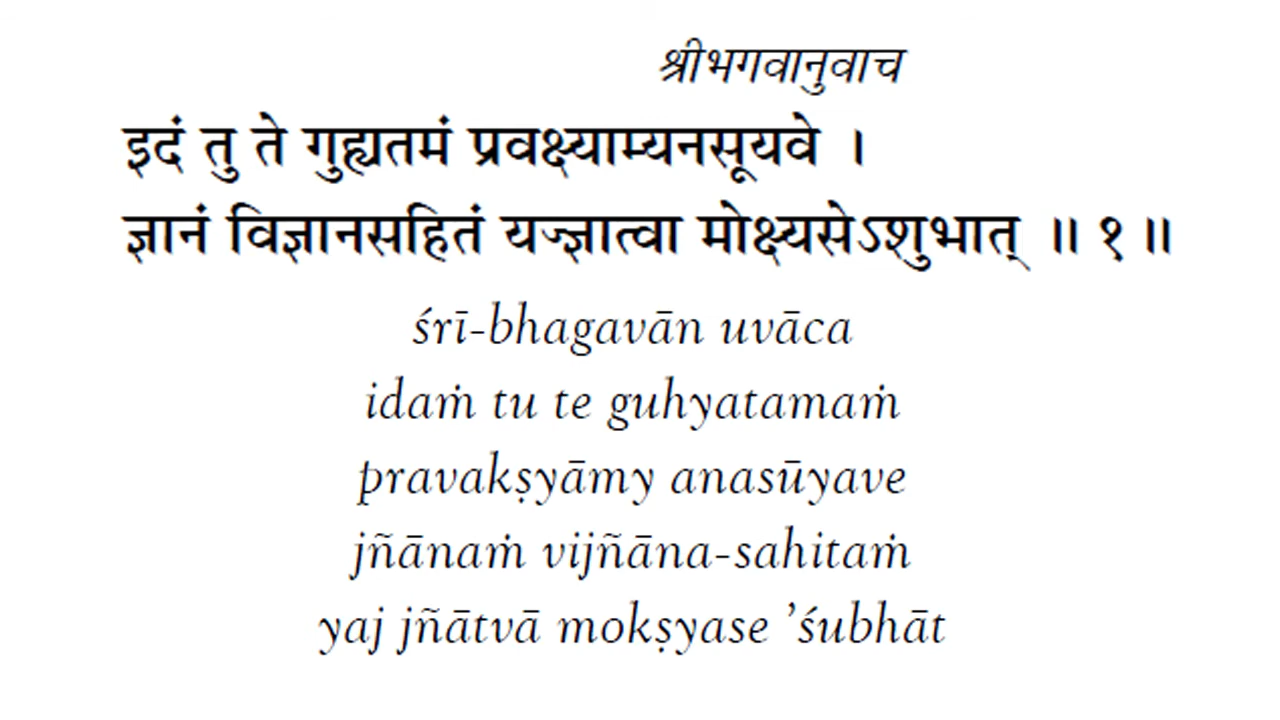 श्रीभगवानुवाच
इदं तु ते गुह्यतमं प्रवक्ष्याम्यनसूयवे ।
ज्ञानं विज्ञानसहितं यज्ज्ञात्वा मोक्ष्यसेऽशुभात् ॥ १ ॥
śrī-bhagavān uvāca
idaṁ tu te guhyatamaṁ
pravakṣyāmy anasūyave
jñānaṁ vijñāna-sahitaṁ
yaj jñātvā mokṣyase ’śubhāt